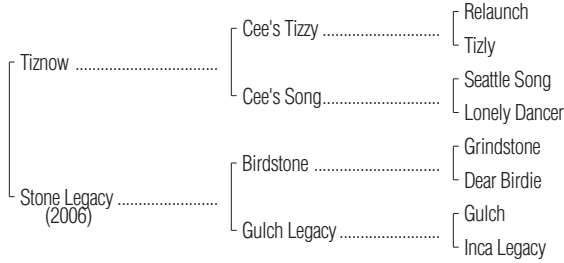 Relaunch
Cee's Tizzy ..............................
Tizly
Tiznow .....................................
Seattle Song
Cee's Song..............................
Lonely Dancer
Grindstone
Birdstone ................................
Dear Birdie
Stone Legacy ..........................
(2006)
Gulch
Gulch Legacy ..........................
Inca Legacy